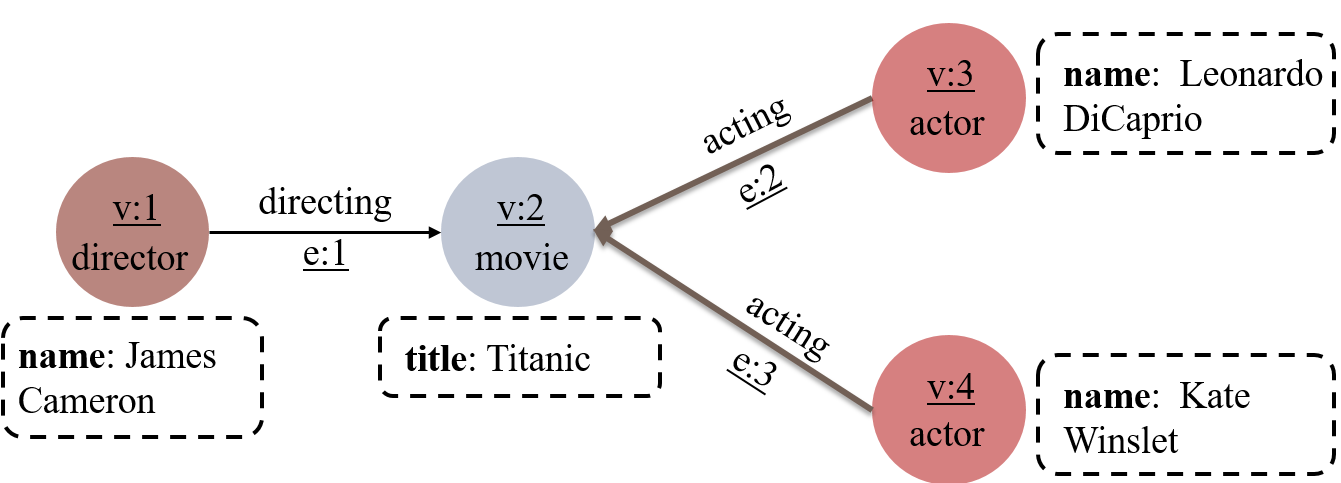 v:1
director
name: James
Cameron
directing
e:1
v:2
movie
title: Titanic
acting
e:2
v:3
actor
name: Leonardo
DiCaprio
acting
e:3
v:4
actor
name: Kate
Winslet